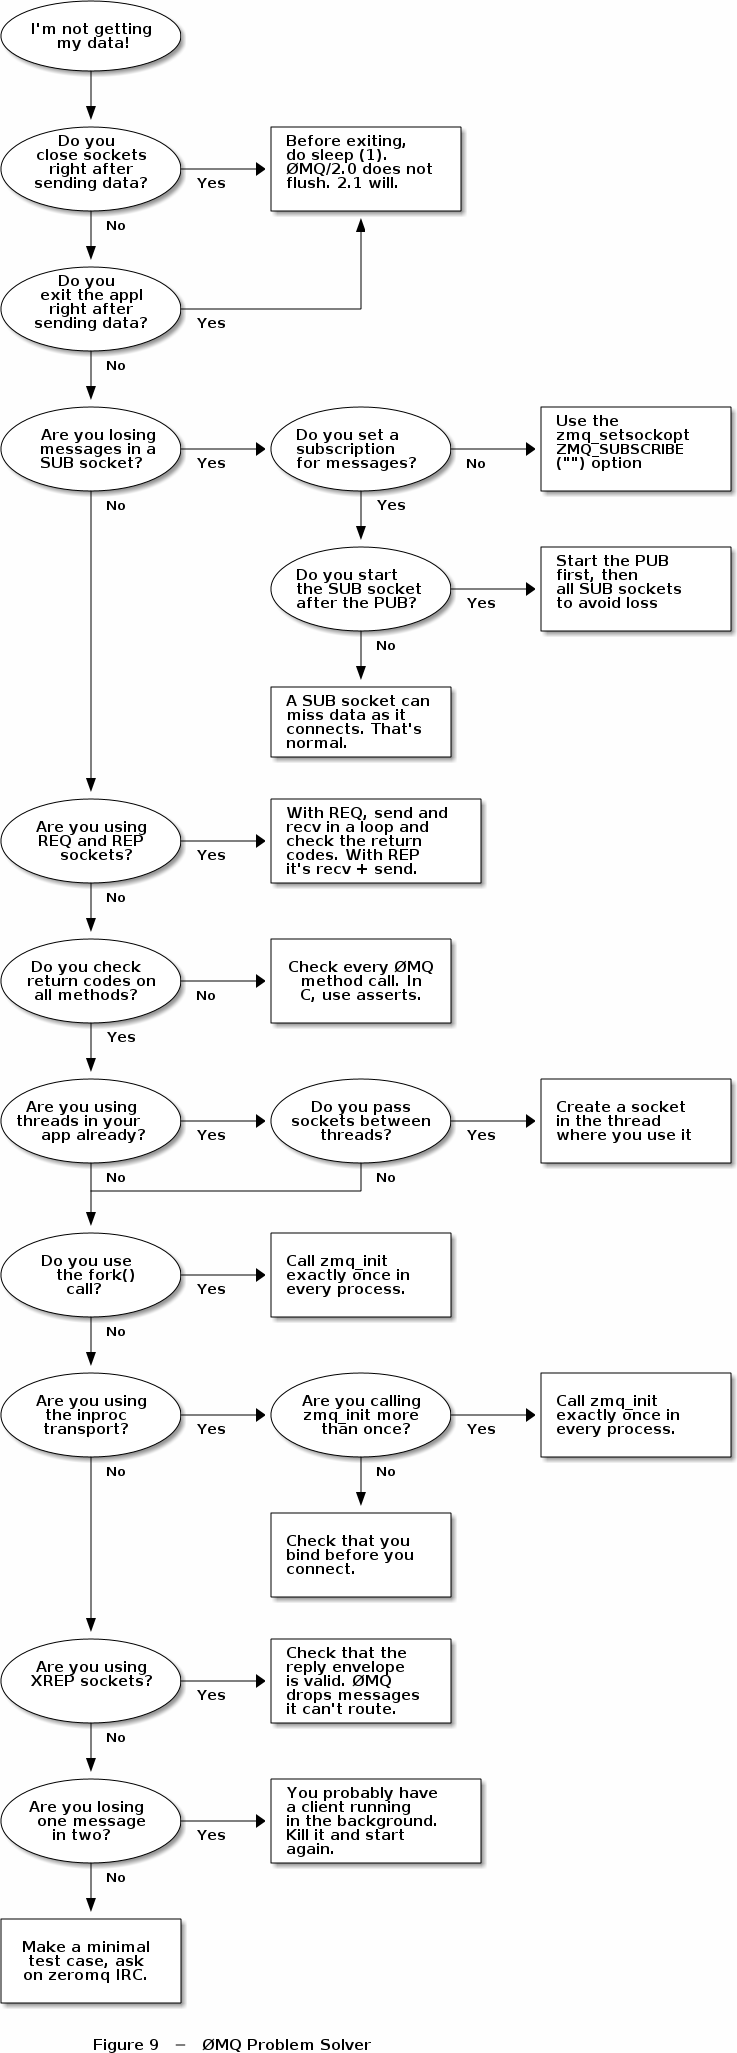 I'm not getting
my data!
Do you
close sockets
right after
sending data?
Yes
Before exiting,
do sleep (1).
ØMQ/2.0 does not
flush. 2.1 will.
No
Do you
exit the appl
right after
sending data?
Yes
No
Are you losing
messages in a
SUB socket?
Yes
Do you set a
subscription
for messages?
No
Use the
zmq_setsockopt
ZMQ_SUBSCRIBE
("") option
No
Yes
Do you start
the SUB socket
after the PUB?
Yes
Start the PUB
first, then
all SUB sockets
to avoid loss
No
A SUB socket can
miss data as it
connects. That's
normal.
Are you using
REQ and REP
sockets?
Yes
With REQ, send and
recv in a loop and
check the return
codes. With REP
it's recv + send.
No
Do you check
return codes on
all methods?
No
Check every ØMQ
method call. In
C, use asserts.
Yes
Are you using
threads in your
app already?
Yes
Do you pass
sockets between
threads?
Yes
Create a socket
in the thread
where you use it
No
No
Do you use
the fork()
call?
Yes
Call zmq_init
exactly once in
every process.
No
Are you using
the inproc
transport?
Yes
Are you calling
zmq_init more
than once?
Yes
Call zmq_init
exactly once in
every process.
No
No
Check that you
bind before you
connect.
Are you using
XREP sockets?
Yes
Check that the
reply envelope
is valid. ØMQ
drops messages
it can't route.
No
Are you losing
one message
in two?
Yes
You probably have
a client running
in the background.
Kill it and start
again.
No
Make a minimal
test case, ask
on zeromq IRC.
Figure 9 – ØMQ Problem Solver